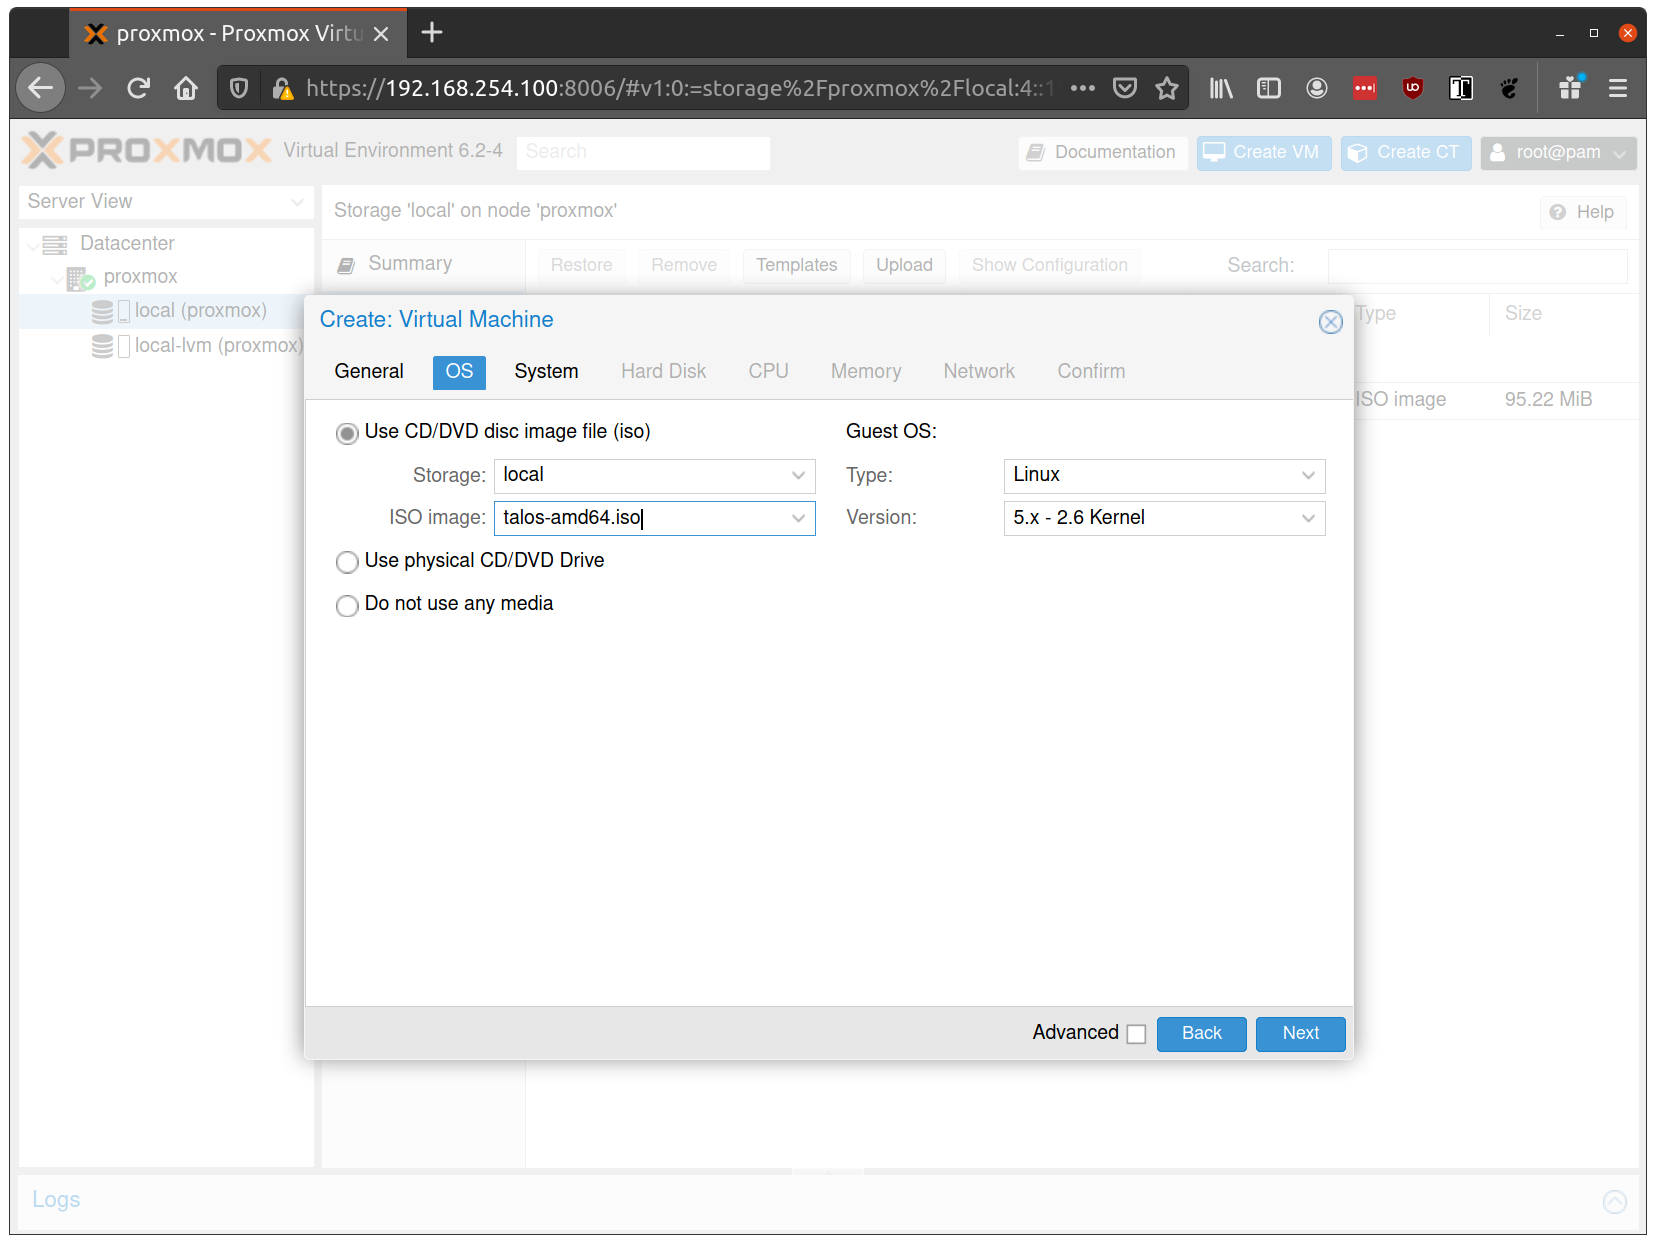 proxmox - Proxmox Virtu
https://192.168.254.100:8006/#v1:0:=storage%2Fproxmox%2Flocal:4::1
PROXMOX Virtual Environment 6.2-4 Search Documentation Create VM Create CT root@pam
Server View
Storage 'local' on node 'proxmox' Help
Datacenter
proxmox
local (proxmox)
local-lvm (proxmox)
Summary Restore Remove Templates Upload Show Configuration Search:
Type Size
ISO image 95.22 MiB
Create: Virtual Machine
General OS System Hard Disk CPU Memory Network Confirm
Use CD/DVD disc image file (iso) Guest OS:
Storage: local Type: Linux
ISO image: talos-amd64.iso Version: 5.x - 2.6 Kernel
Use physical CD/DVD Drive
Do not use any media
Advanced Back Next
Logs